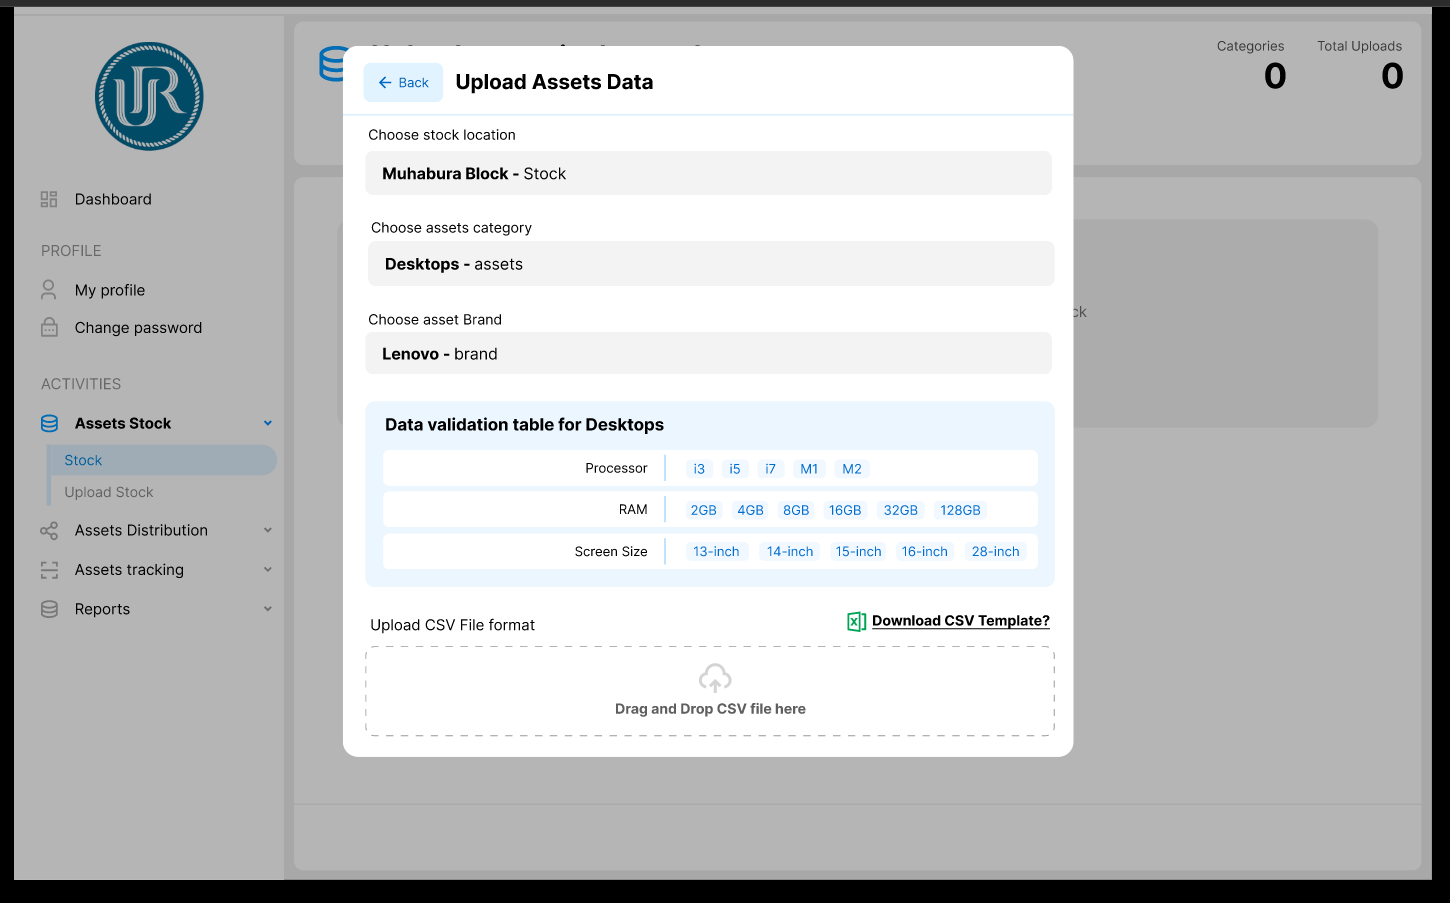 UR
Dashboard
PROFILE
My profile
Change password
ACTIVITIES
Assets Stock
Stock
Upload Stock
Assets Distribution
Assets tracking
Reports
Categories
0
Total Uploads
0
Back
Upload Assets Data
Choose stock location
Muhabura Block - Stock
Choose assets category
Desktops - assets
Choose asset Brand
Lenovo - brand
Data validation table for Desktops
Processor i3 i5 i7 M1 M2
RAM 2GB 4GB 8GB 16GB 32GB 128GB
Screen Size 13-inch 14-inch 15-inch 16-inch 28-inch
Upload CSV File format
Download CSV Template?
Drag and Drop CSV file here